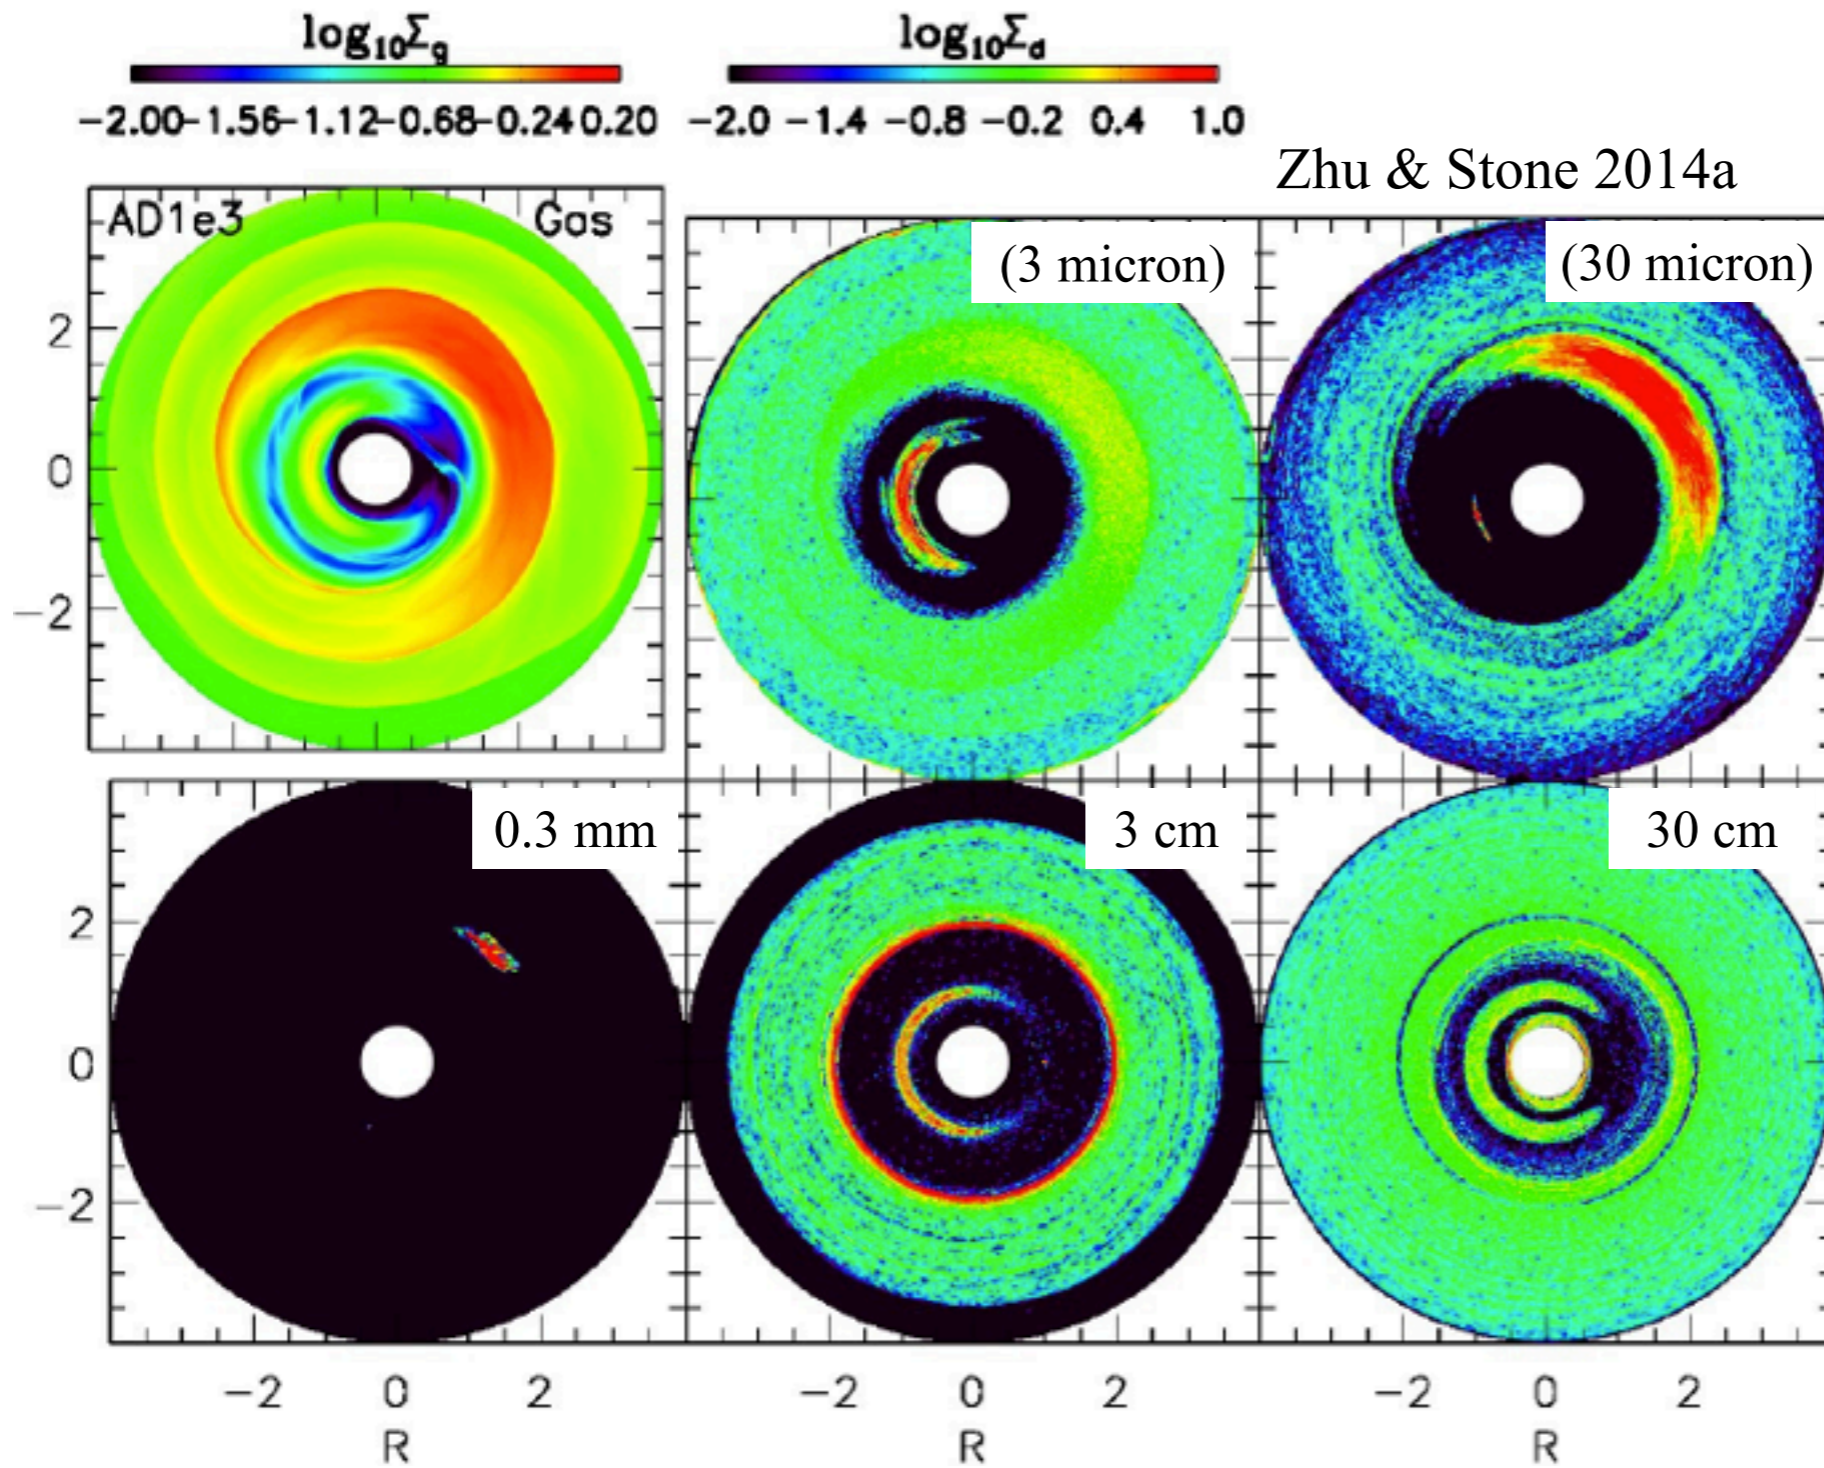 log₁₀Σg log₁₀Σd
-2.00 -1.56 -1.12 -0.68 -0.24 0.20 -2.0 -1.4 -0.8 -0.2 0.4 1.0
Zhu & Stone 2014a
AD1e3 Gas (3 micron) (30 micron)
2
0
-2
0.3 mm 3 cm 30 cm
2
0
-2
-2 0 2 -2 0 2 -2 0 2
R R R